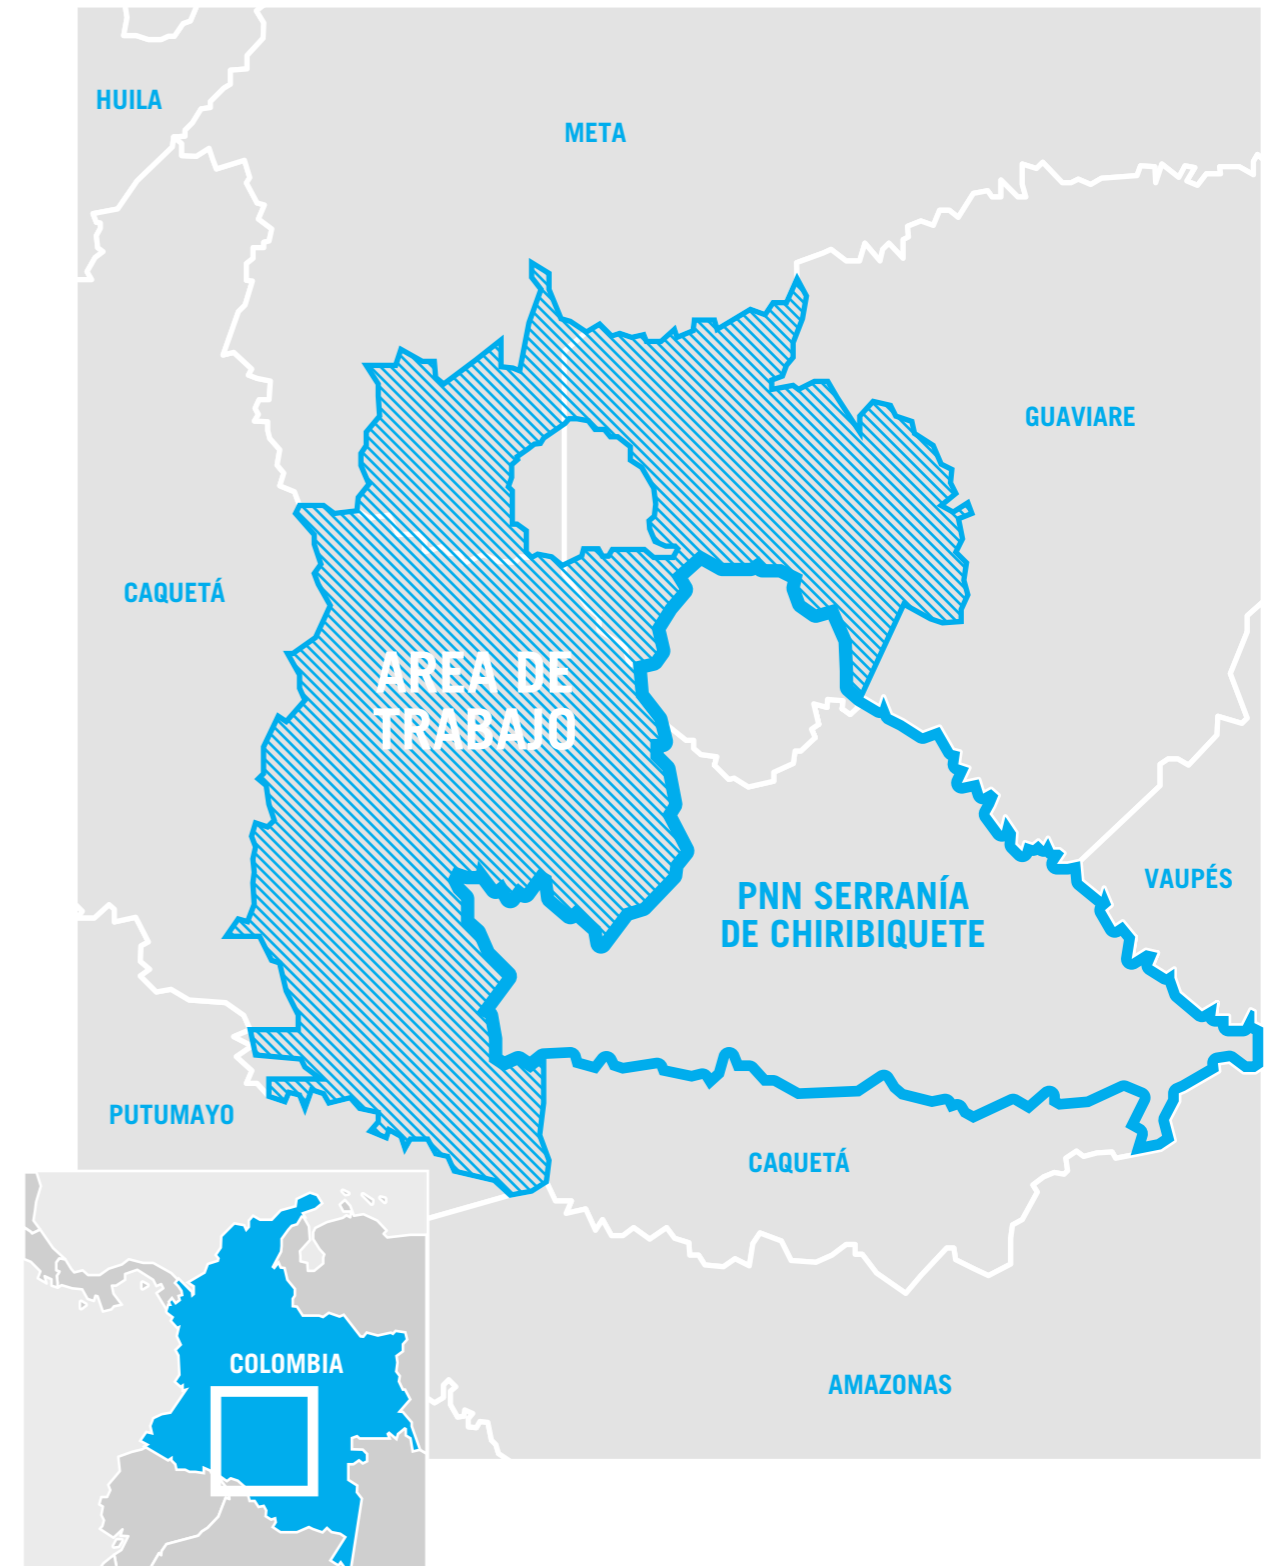 HUILA
META
GUAVIARE
CAQUETÁ
AREA DE
TRABAJO
PNN SERRANÍA
DE CHIRIBIQUETE
VAUPÉS
PUTUMAYO
CAQUETÁ
COLOMBIA
AMAZONAS